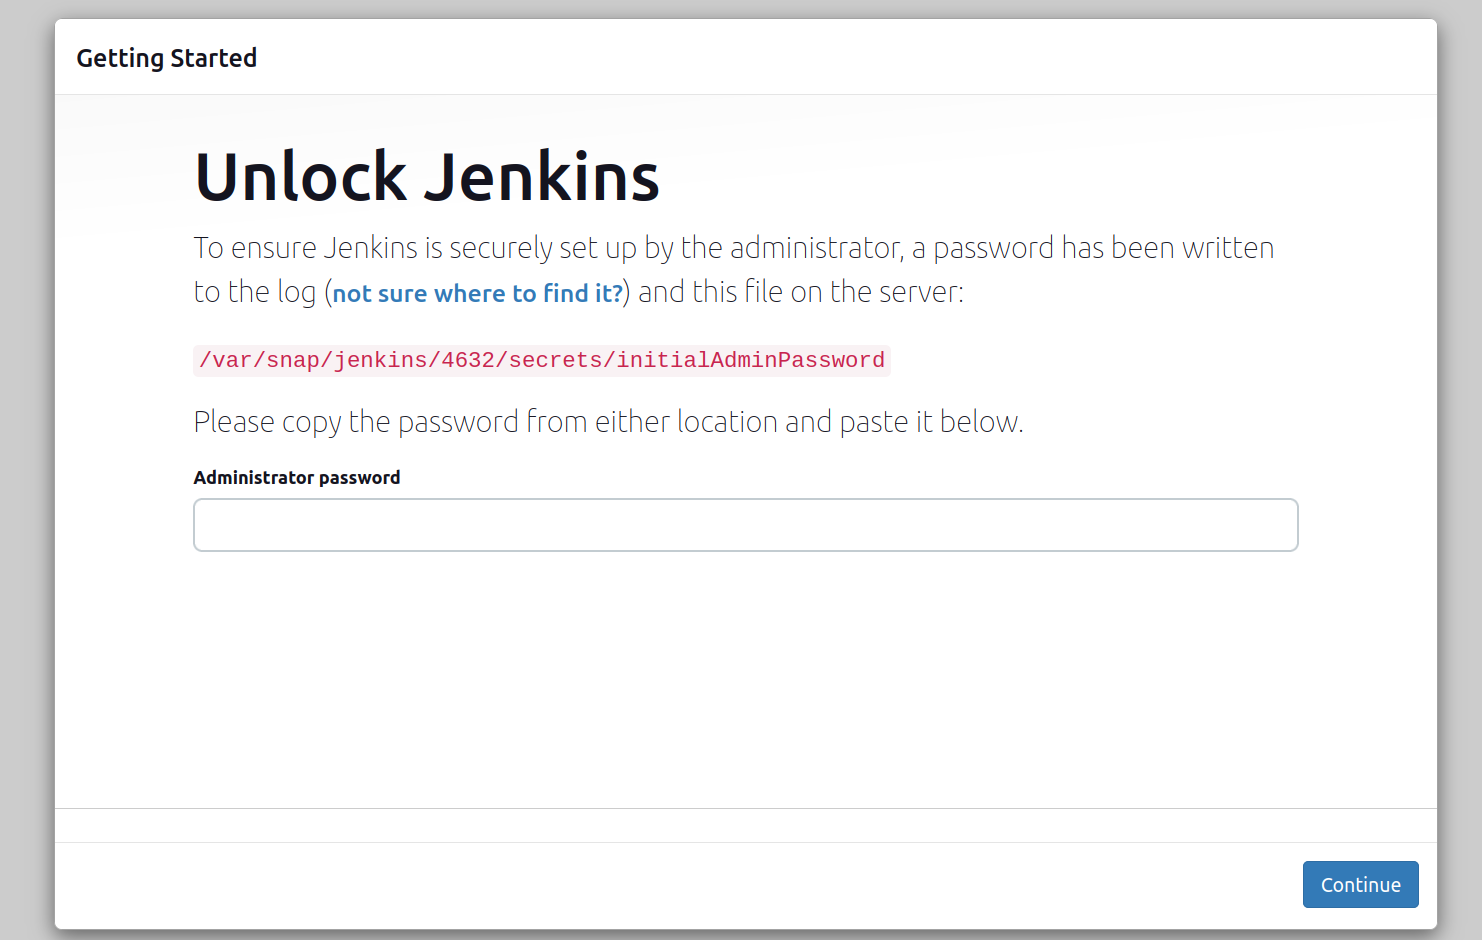 Getting Started
Unlock Jenkins
To ensure Jenkins is securely set up by the administrator, a password has been written
to the log (not sure where to find it?) and this file on the server:
/var/snap/jenkins/4632/secrets/initialAdminPassword
Please copy the password from either location and paste it below.
Administrator password
Continue